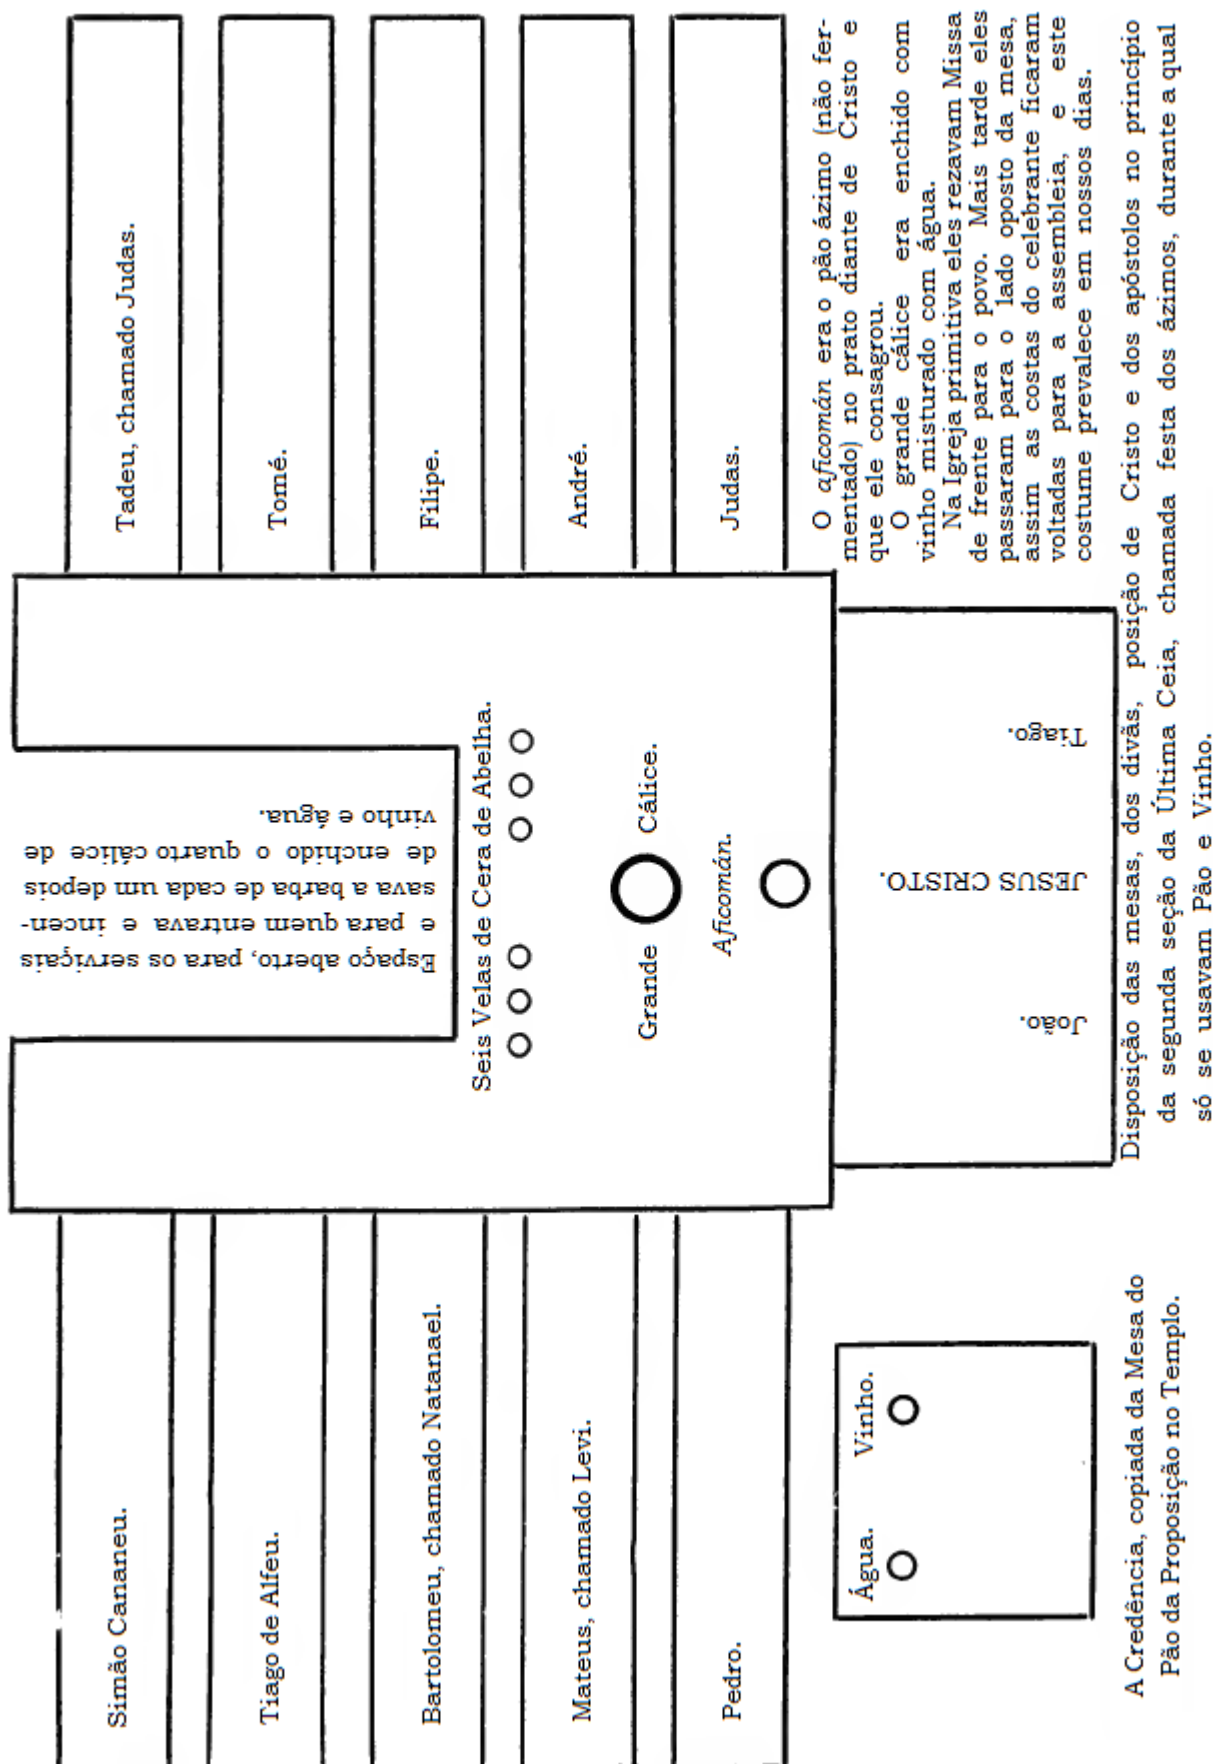 Simão Cananeu.
Tiago de Alfeu.
Bartolomeu, chamado Natanael.
Mateus, chamado Levi.
Pedro.
Espaço aberto, para os serviçais
e para quem entrava e incen-
sava a barba de cada um depois
de enchido o quarto cálice de
vinho e água.
Seis Velas de Cera de Abelha.
Grande Cálice.
Aficomán.
Tadeu, chamado Judas.
Tomé.
Filipe.
André.
Judas.
João.
JESUS CRISTO.
Tiago.
Água.
Vinho.
A Credência, copiada da Mesa do
Pão da Proposição no Templo.
O aficomán era o pão ázimo (não fer-
mentado) no prato diante de Cristo e
que ele consagrou.
O grande cálice era enchido com
vinho misturado com água.
Na Igreja primitiva eles rezavam Missa
de frente para o povo. Mais tarde eles
passaram para o lado oposto da mesa,
assim as costas do celebrante ficaram
voltadas para a assembleia, e este
costume prevalece em nossos dias.
Disposição das mesas, dos divãs, posição de Cristo e dos apóstolos no princípio
da segunda seção da Última Ceia, chamada festa dos ázimos, durante a qual
só se usavam Pão e Vinho.